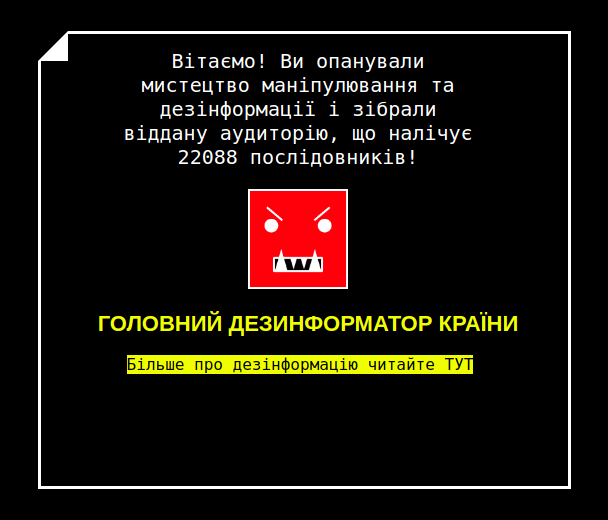 Вітаємо! Ви опанували
мистецтво маніпулювання та
дезінформації і зібрали
віддану аудиторію, що налічує
22088 послідовників!
ГОЛОВНИЙ ДЕЗИНФОРМАТОР КРАЇНИ
Більше про дезінформацію читайте ТУТ